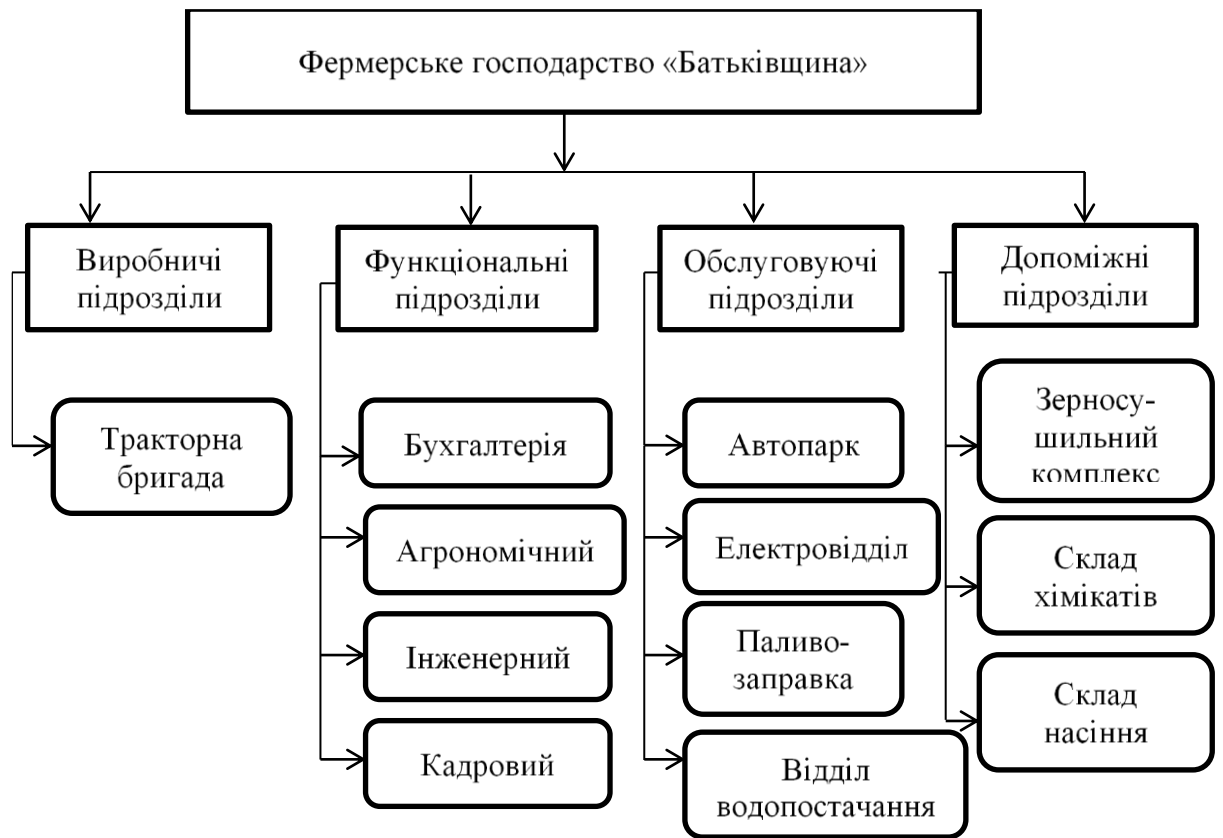 Фермерське господарство «Батьківщина»
Виробничі
підрозділи
Тракторна
бригада
Функціональні
підрозділи
Бухгалтерія
Агрономічний
Інженерний
Кадровий
Обслуговуючі
підрозділи
Автопарк
Електровідділ
Паливо-
заправка
Відділ
водопостачання
Допоміжні
підрозділи
Зерносу-
шильний
комплекс
Склад
хімікатів
Склад
насіння